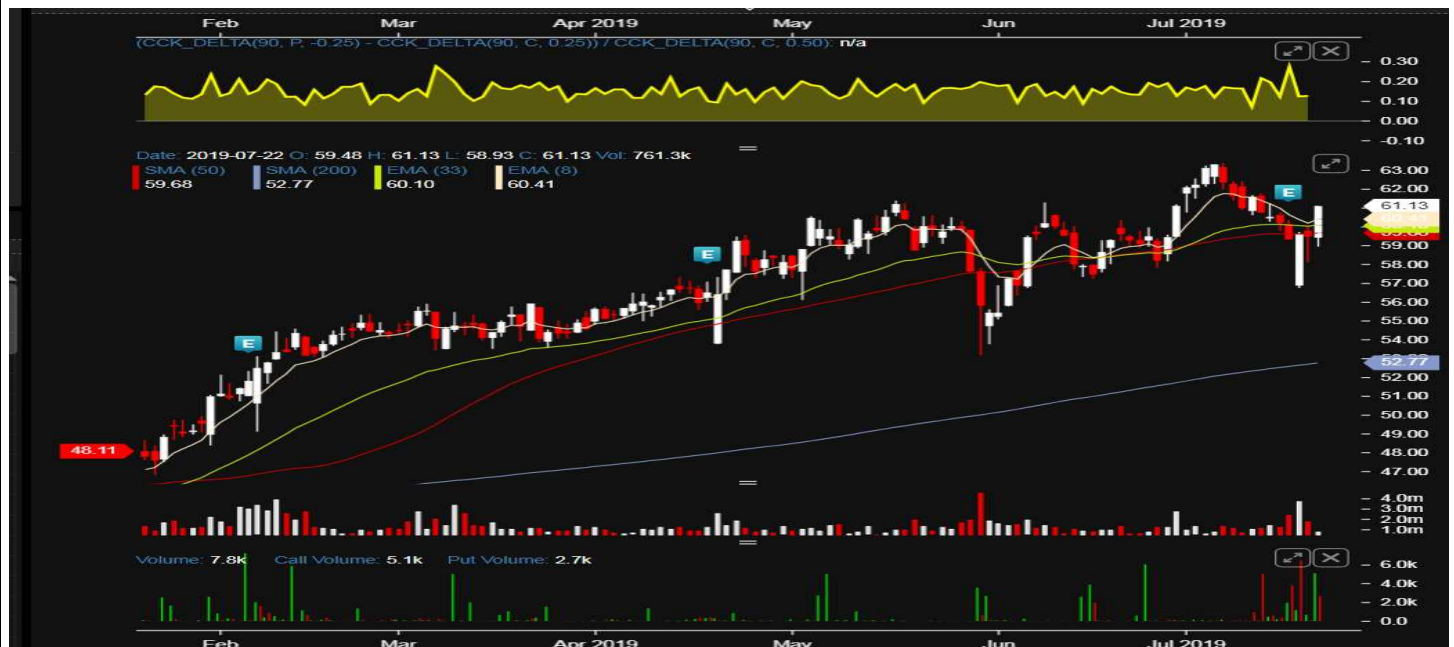 Feb Mar Apr 2019 May Jun Jul 2019
(CCK_DELTA(90, P, -0.25) - CCK_DELTA(90, C, 0.25)) / CCK_DELTA(90, C, 0.50): n/a
0.30
0.20
0.10
0.00
-0.10
Date: 2019-07-22 O: 59.48 H: 61.13 L: 58.93 C: 61.13 Vol: 761.3k
SMA (50) SMA (200) EMA (33) EMA (8)
59.68 52.77 60.10 60.41
E
E
E
63.00
62.00
61.13
60.41
59.00
58.00
57.00
56.00
55.00
54.00
52.77
52.00
51.00
50.00
49.00
48.11
48.00
47.00
4.0m
3.0m
2.0m
1.0m
Volume: 7.8k Call Volume: 5.1k Put Volume: 2.7k
6.0k
4.0k
2.0k
0.0
Feb Mar Apr 2019 May Jun Jul 2019